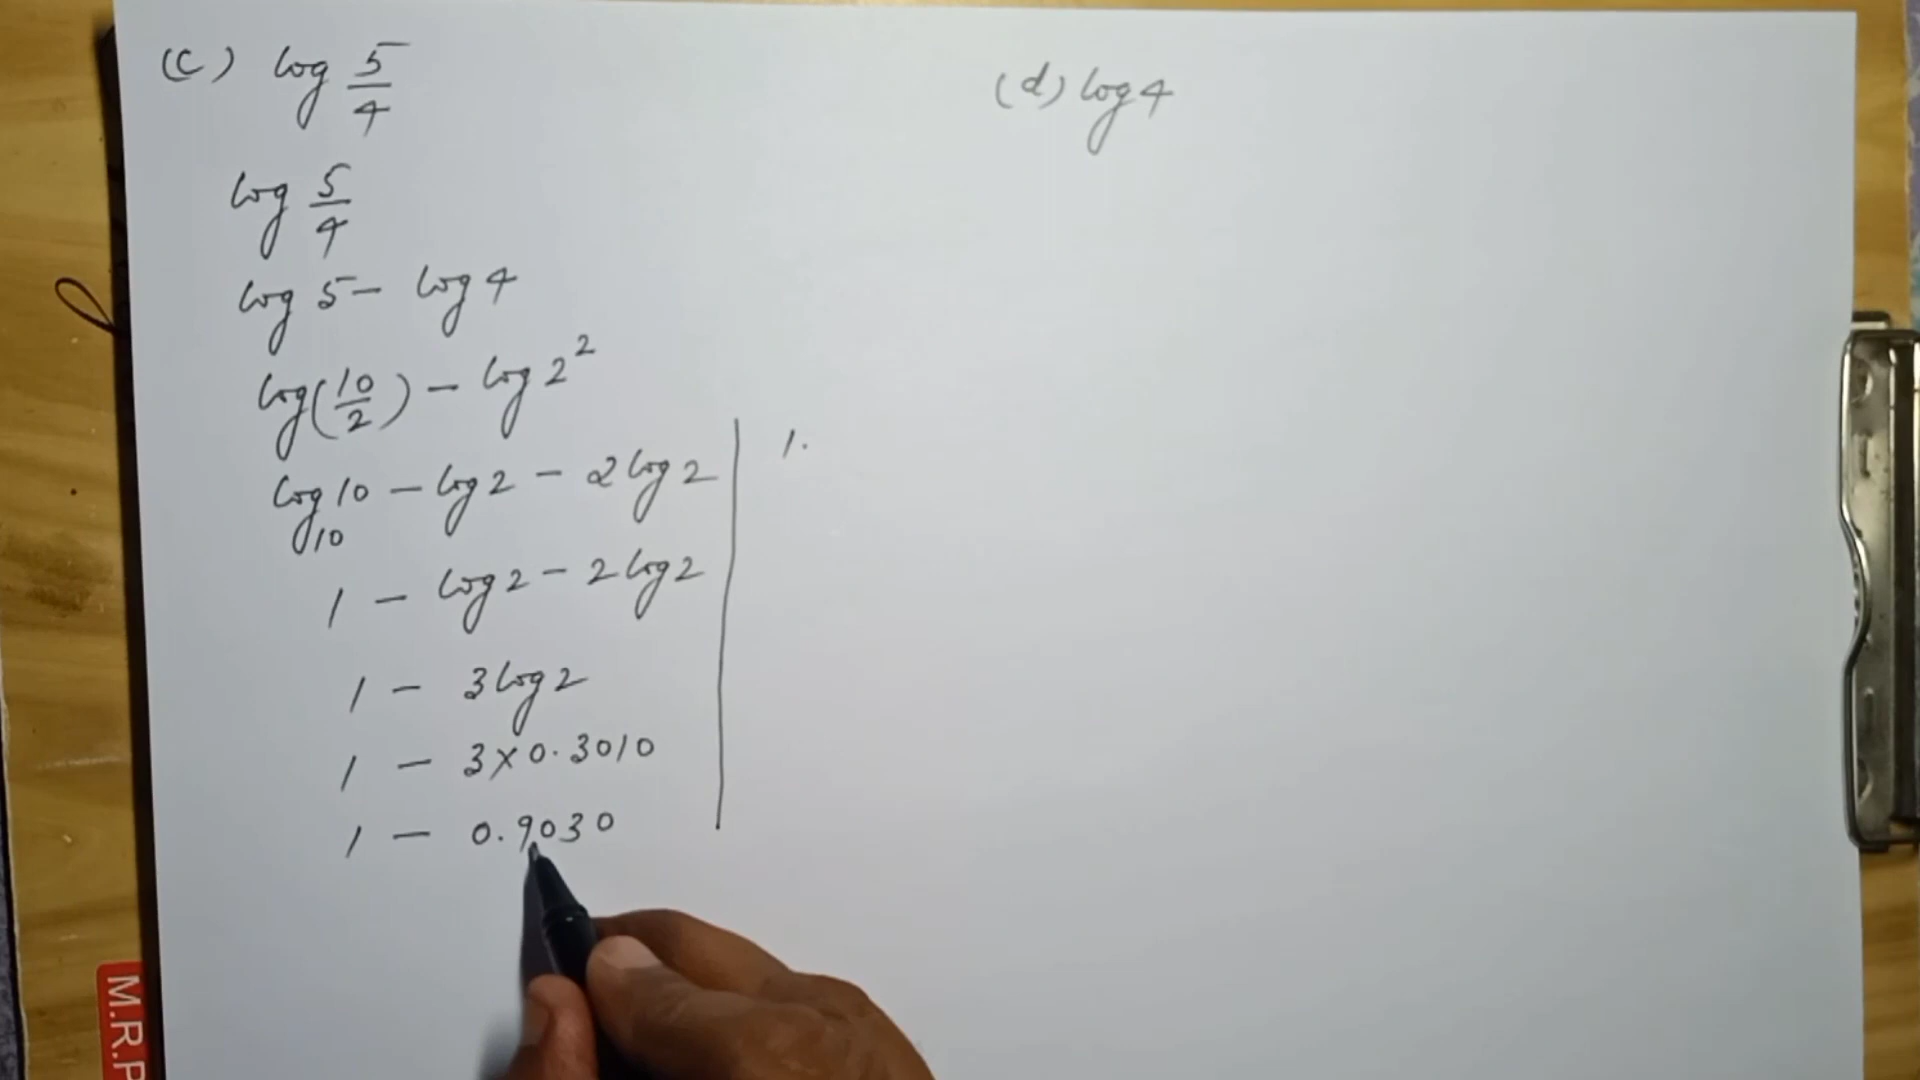 (c) log 5/4
log 5/4
log 5 - log 4
log(10/2) - log 2²
log₁₀ 10 - log 2 - 2 log 2
1 - log 2 - 2 log 2
1 - 3 log 2
1 - 3 × 0.3010
1 - 0.9030
1.
(d) log 4
M.R.P